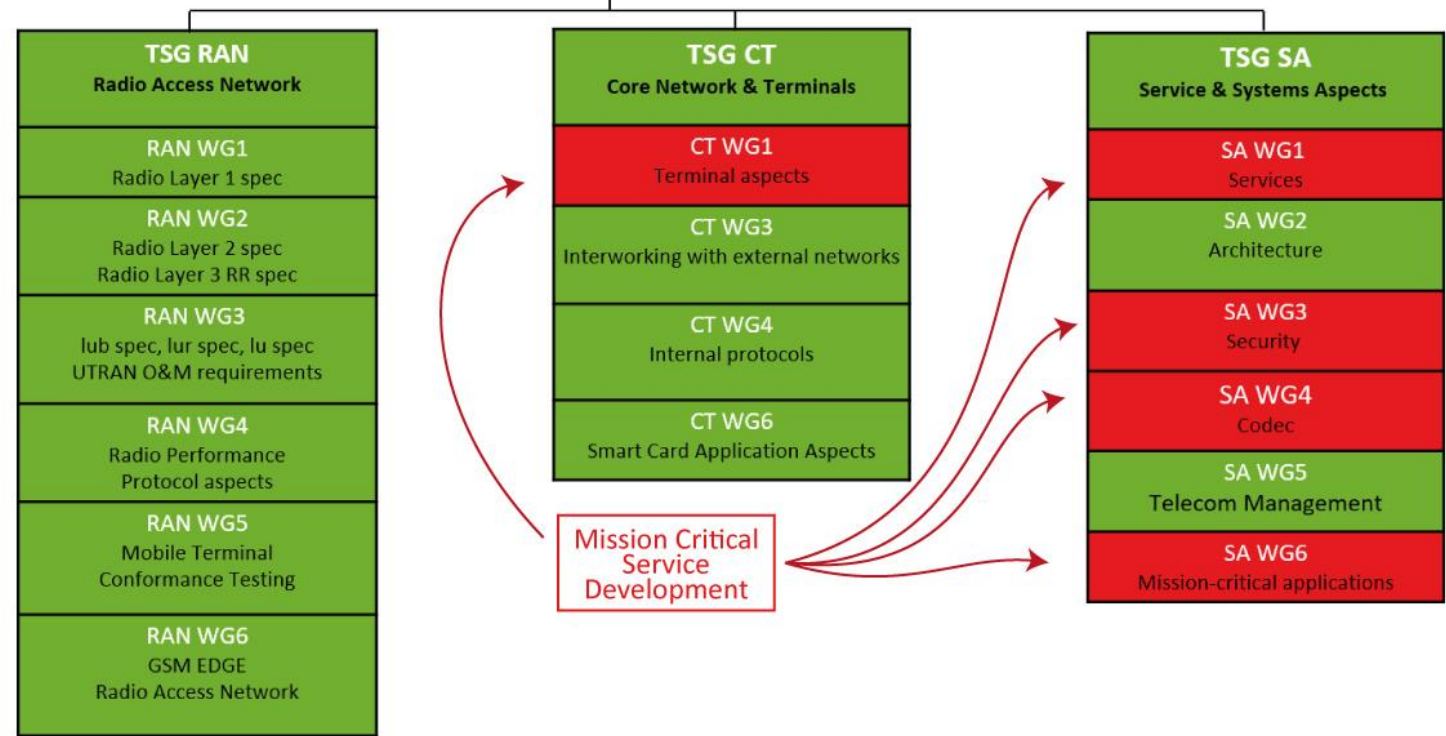 TSG RAN
Radio Access Network
RAN WG1
Radio Layer 1 spec
RAN WG2
Radio Layer 2 spec
Radio Layer 3 RR spec
RAN WG3
lub spec, lur spec, lu spec
UTRAN O&M requirements
RAN WG4
Radio Performance
Protocol aspects
RAN WG5
Mobile Terminal
Conformance Testing
RAN WG6
GSM EDGE
Radio Access Network
TSG CT
Core Network & Terminals
CT WG1
Terminal aspects
CT WG3
Interworking with external networks
CT WG4
Internal protocols
CT WG6
Smart Card Application Aspects
Mission Critical
Service
Development
TSG SA
Service & Systems Aspects
SA WG1
Services
SA WG2
Architecture
SA WG3
Security
SA WG4
Codec
SA WG5
Telecom Management
SA WG6
Mission-critical applications